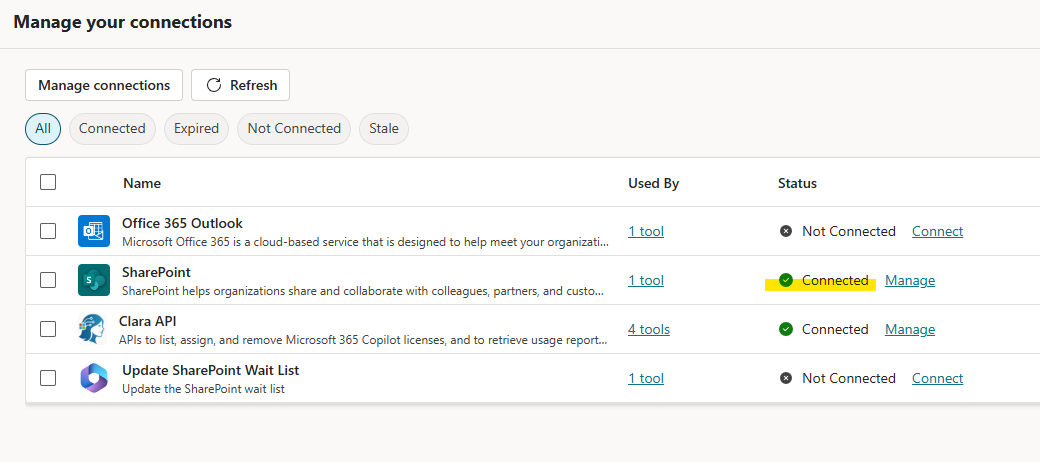 Manage your connections
Manage connections
Refresh
All
Connected
Expired
Not Connected
Stale
Name
Used By
Status
Office 365 Outlook
Microsoft Office 365 is a cloud-based service that is designed to help meet your organizati...
1 tool
Not Connected
Connect
SharePoint
SharePoint helps organizations share and collaborate with colleagues, partners, and custo...
1 tool
Connected
Manage
Clara API
APIs to list, assign, and remove Microsoft 365 Copilot licenses, and to retrieve usage report...
4 tools
Connected
Manage
Update SharePoint Wait List
Update the SharePoint wait list
1 tool
Not Connected
Connect